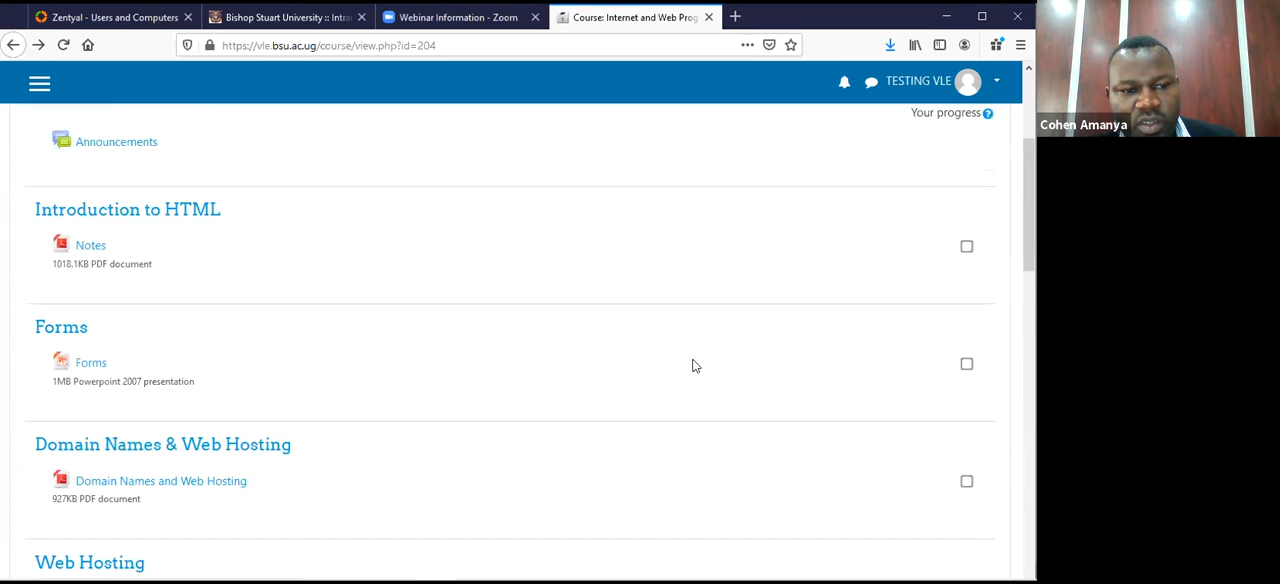 Zentyal - Users and Computers
Bishop Stuart University :: Intra
Webinar Information - Zoom
Course: Internet and Web Prog
https://vle.bsu.ac.ug/course/view.php?id=204
TESTING VLE
Cohen Amanya
Your progress
Announcements
Introduction to HTML
Notes
1018.1KB PDF document
Forms
Forms
1MB Powerpoint 2007 presentation
Domain Names & Web Hosting
Domain Names and Web Hosting
927KB PDF document
Web Hosting